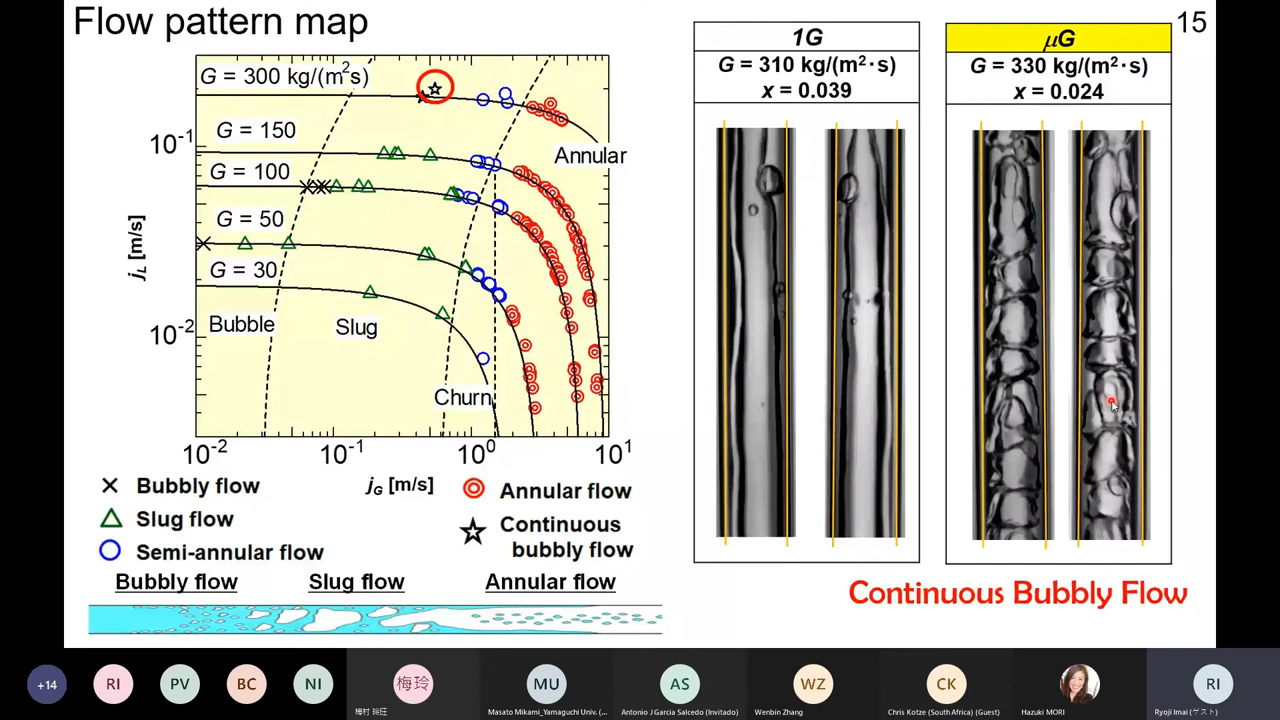 Flow pattern map
15
G = 300 kg/(m²s)
G = 150
G = 100
G = 50
G = 30
Annular
Bubble
Slug
Churn
10⁻¹
10⁻²
jL [m/s]
10⁻² 10⁻¹ 10⁰ 10¹
jG [m/s]
× Bubbly flow
△ Slug flow
○ Semi-annular flow
◎ Annular flow
☆ Continuous
bubbly flow
Bubbly flow Slug flow Annular flow
1G
G = 310 kg/(m²·s)
x = 0.039
μG
G = 330 kg/(m²·s)
x = 0.024
Continuous Bubbly Flow
+14 RI PV BC NI 梅玲 MU AS WZ CK RI
梅村 玲旺 Masato Mikami_Yamaguchi Univ. (... Antonio J Garcia Salcedo (Invitado) Wenbin Zhang Chris Kotze (South Africa) (Guest) Hazuki MORI Ryoji Imai (ゲスト)